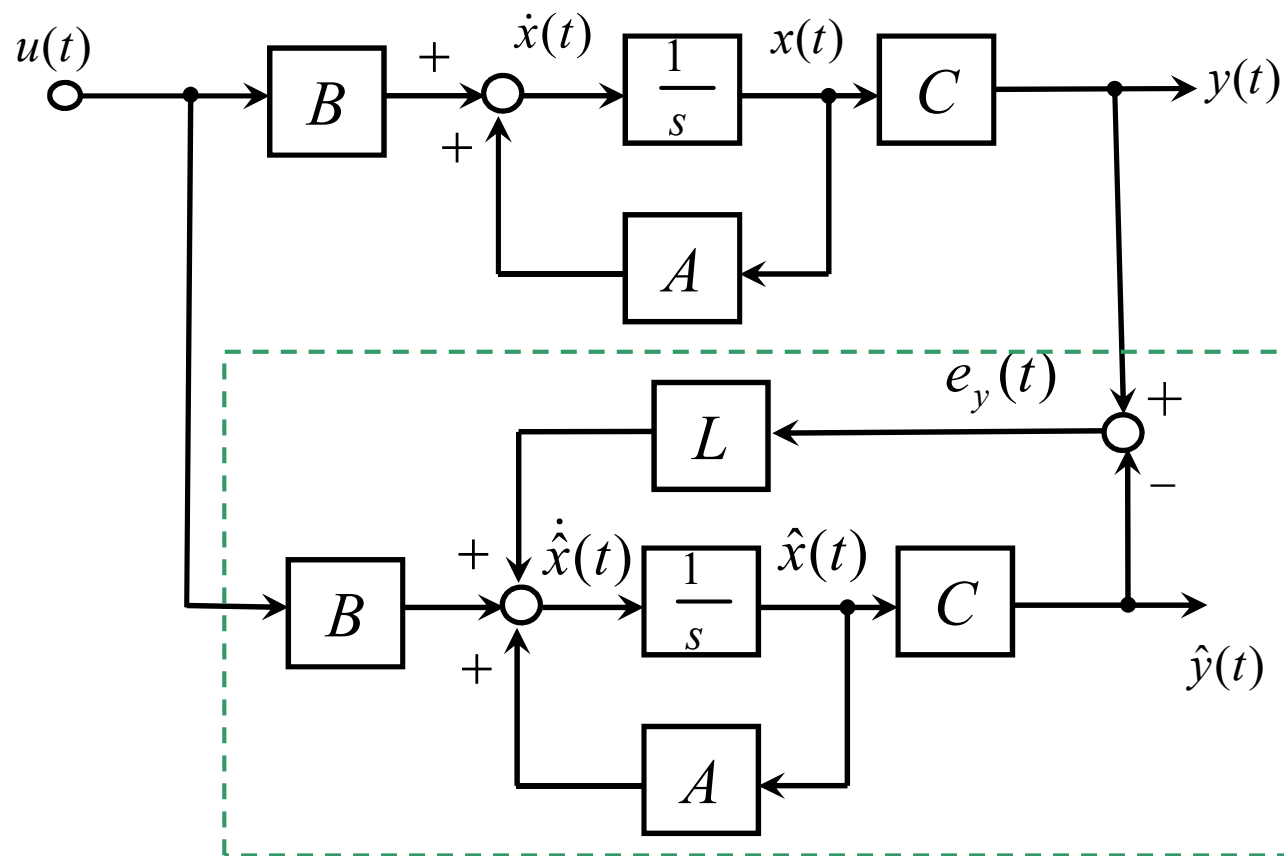 u(t)
B
+
+
ẋ(t)
1
s
x(t)
C
y(t)
A
L
e_y(t)
+
−
B
+
+
x̂̇(t)
1
s
x̂(t)
C
ŷ(t)
A